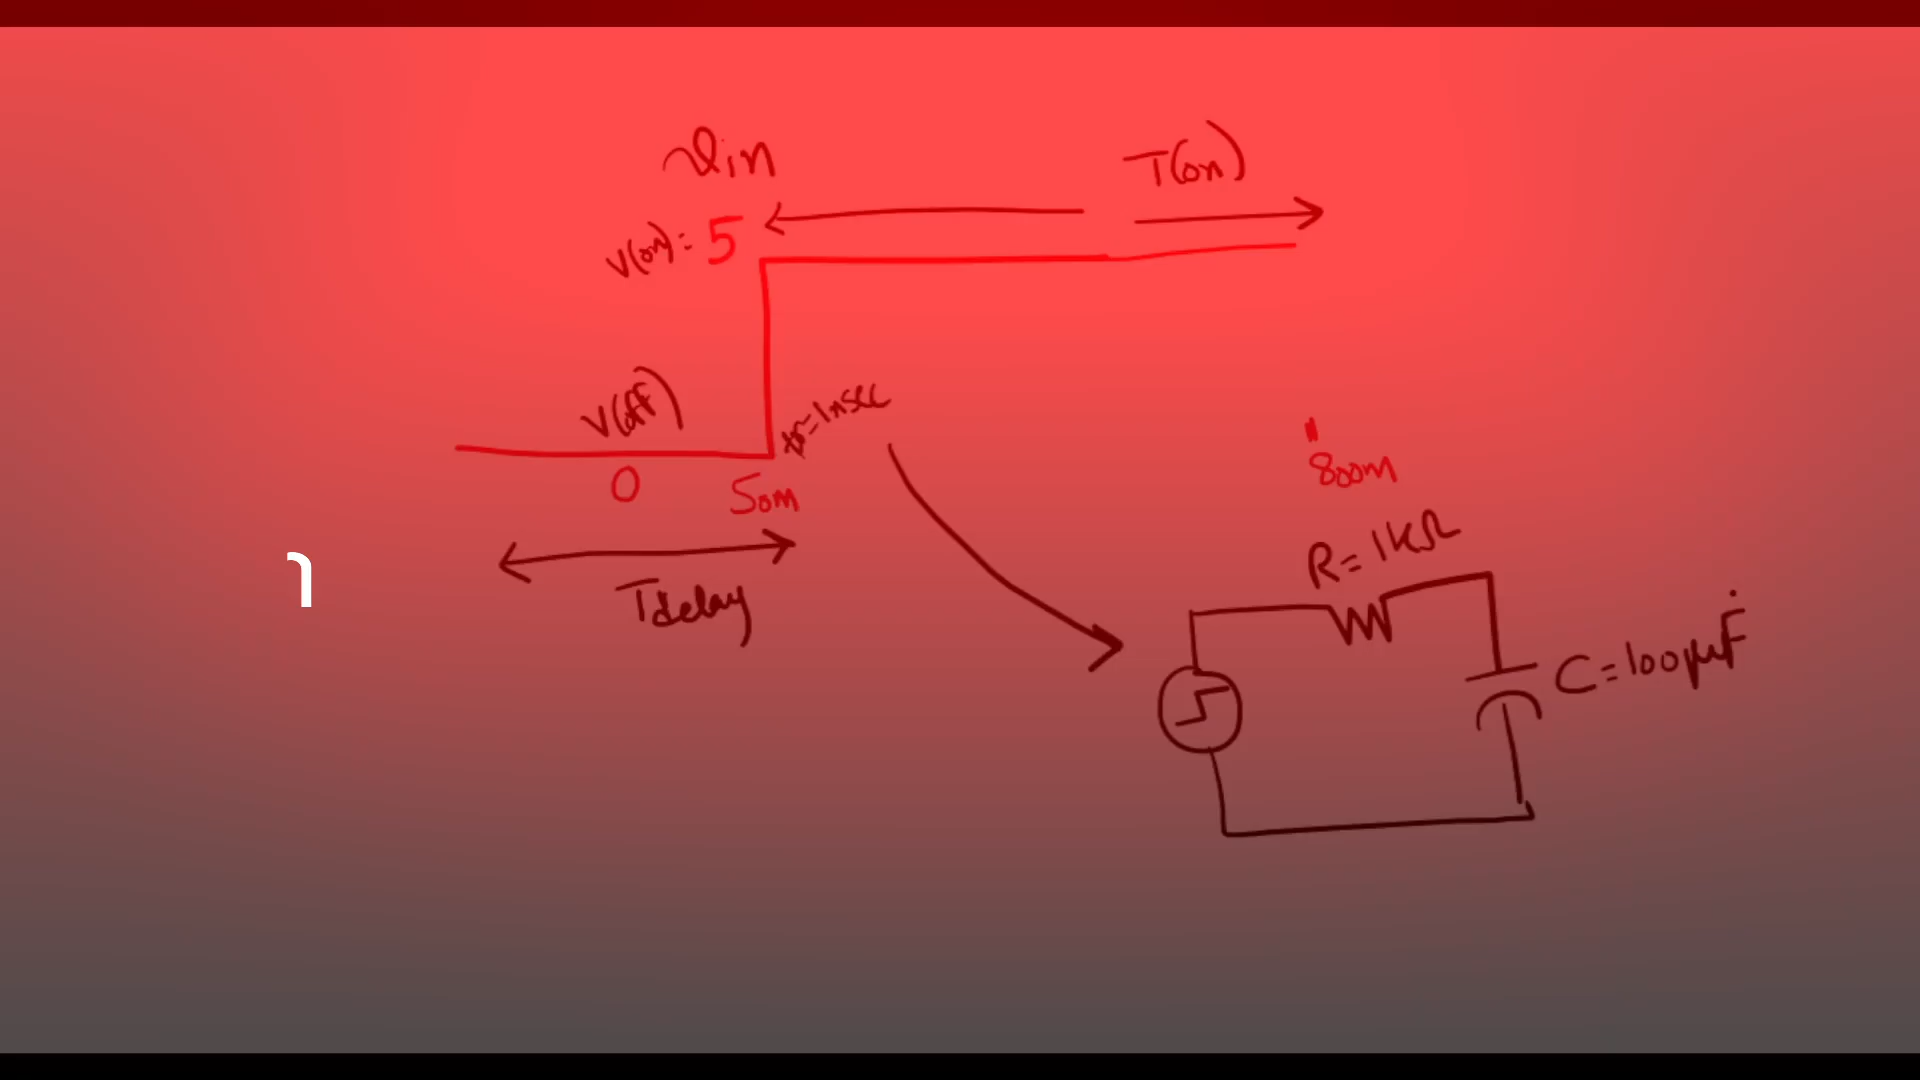 Vin
T(on)
V(on) = 5
V(off)
tr=1nsec
0
50m
800m
R=1kΩ
Tdelay
C=100μF